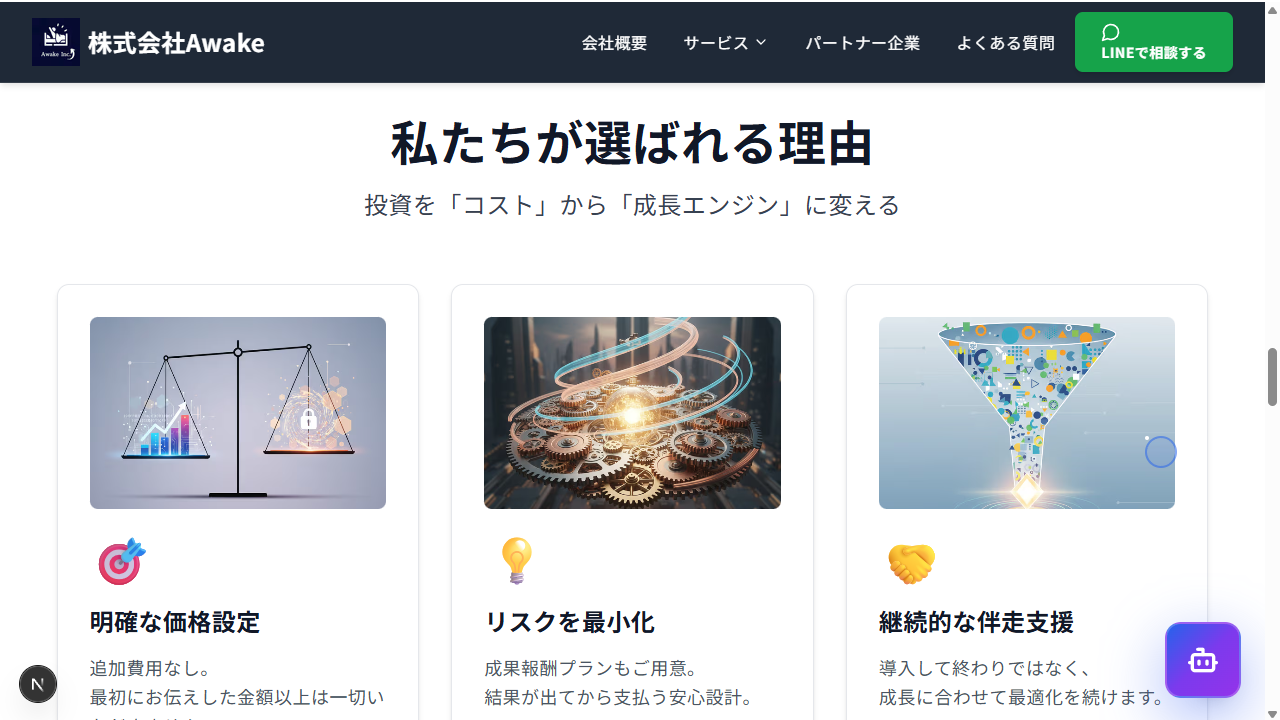 Awake Inc.
株式会社Awake
会社概要
サービス
パートナー企業
よくある質問
LINEで相談する
私たちが選ばれる理由
投資を「コスト」から「成長エンジン」に変える
明確な価格設定
追加費用なし。
最初にお伝えした金額以上は一切い
リスクを最小化
成果報酬プランもご用意。
結果が出てから支払う安心設計。
継続的な伴走支援
導入して終わりではなく、
成長に合わせて最適化を続けます。
N